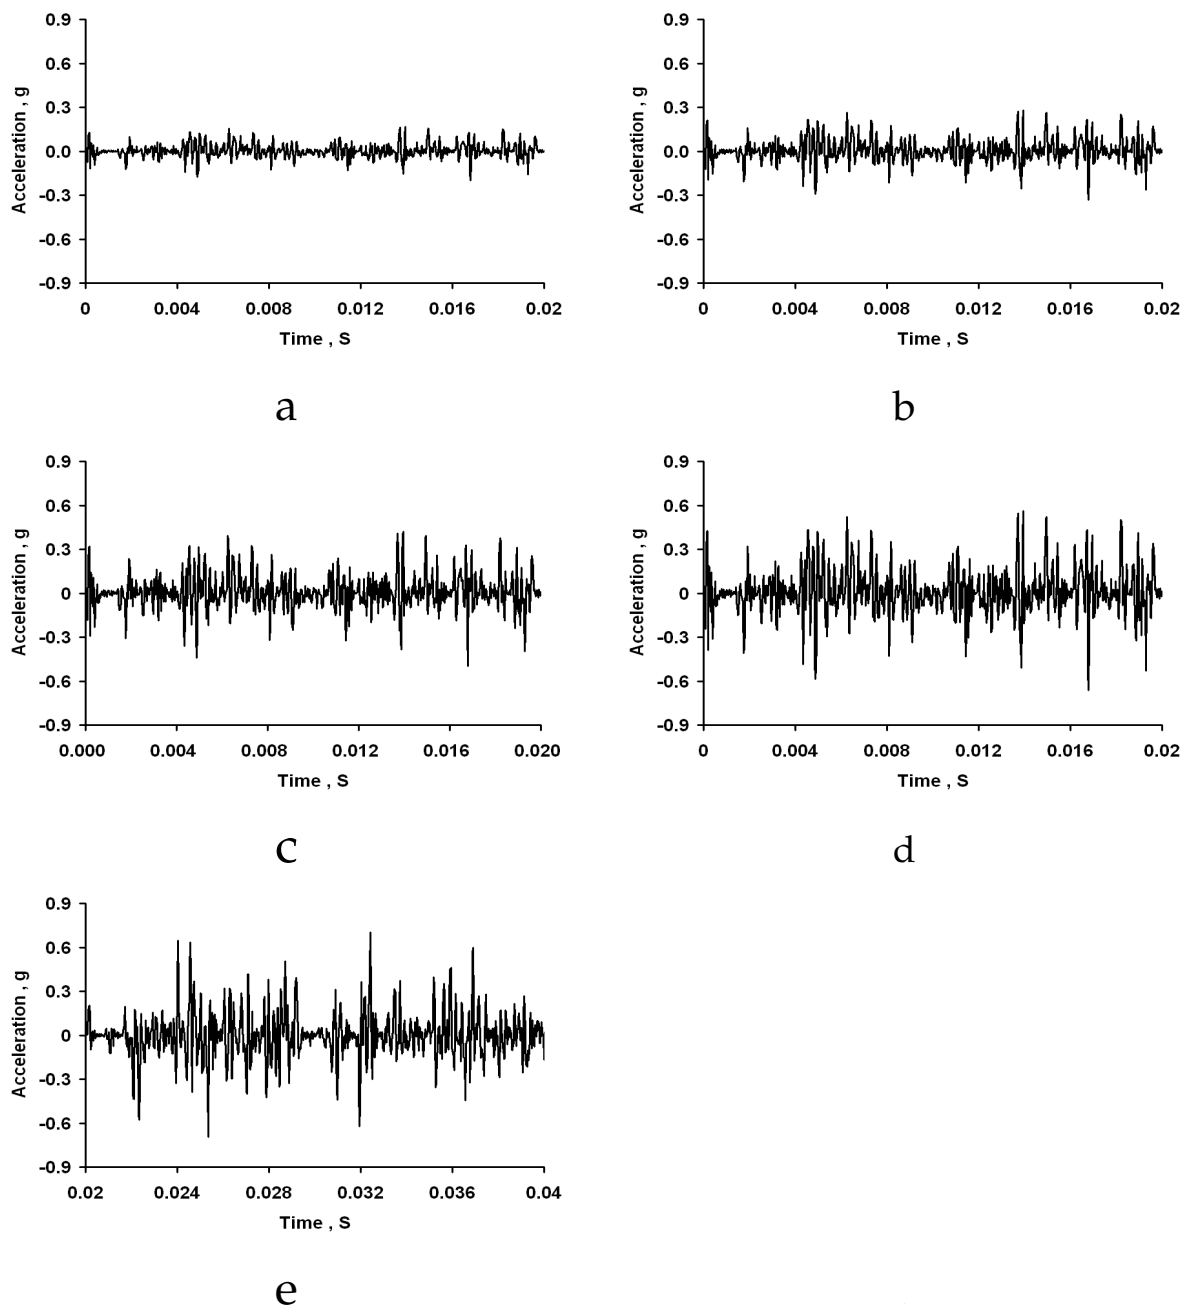 0.9 0.9
0.6 0.6
0.3 0.3
0.0 0.0
-0.3 -0.3
-0.6 -0.6
-0.9 -0.9
Acceleration , g Acceleration , g
0 0.004 0.008 0.012 0.016 0.02 0 0.004 0.008 0.012 0.016 0.02
Time , S Time , S
a b
0.9 0.9
0.6 0.6
0.3 0.3
0 0
-0.3 -0.3
-0.6 -0.6
-0.9 -0.9
Acceleration , g Acceleration , g
0.000 0.004 0.008 0.012 0.016 0.020 0 0.004 0.008 0.012 0.016 0.02
Time , S Time , S
c d
0.9
0.6
0.3
0
-0.3
-0.6
-0.9
Acceleration , g
0.02 0.024 0.028 0.032 0.036 0.04
Time , S
e